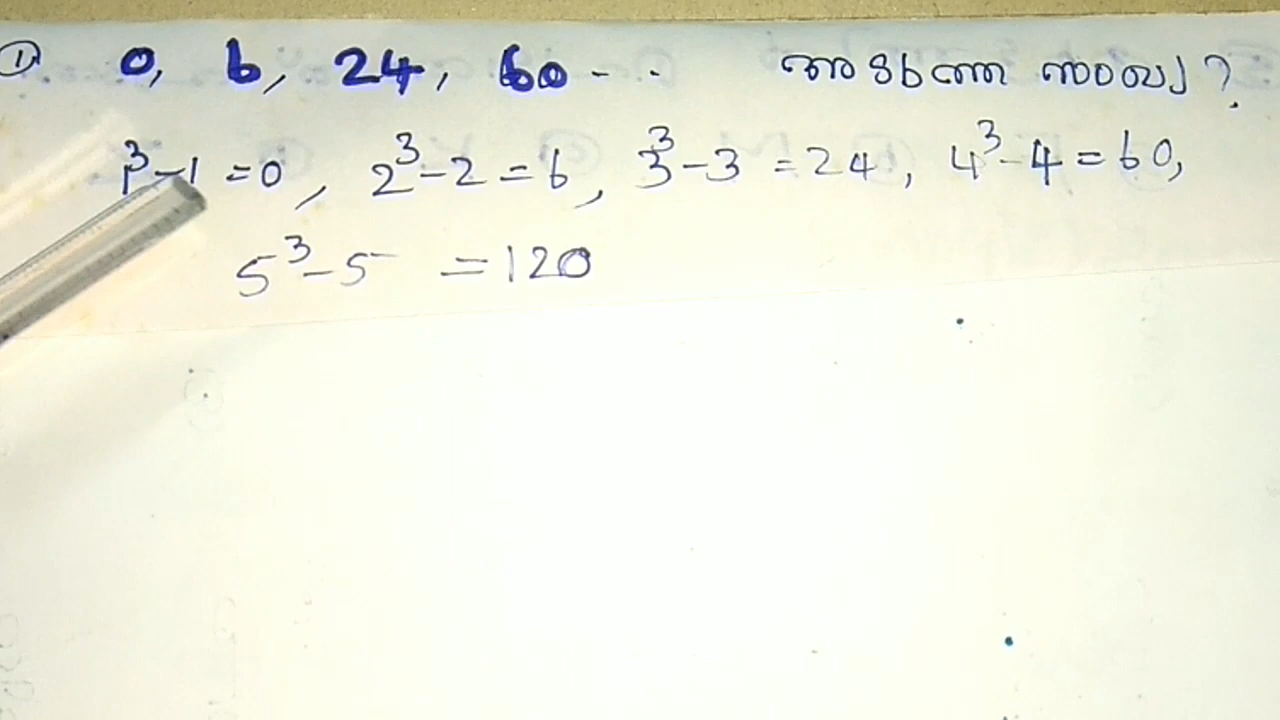 ① 0, 6, 24, 60 - - - അടുത്ത സംഖ്യ ?
1³-1 = 0, 2³-2 = 6, 3³-3 = 24, 4³-4 = 60,
5³-5 = 120